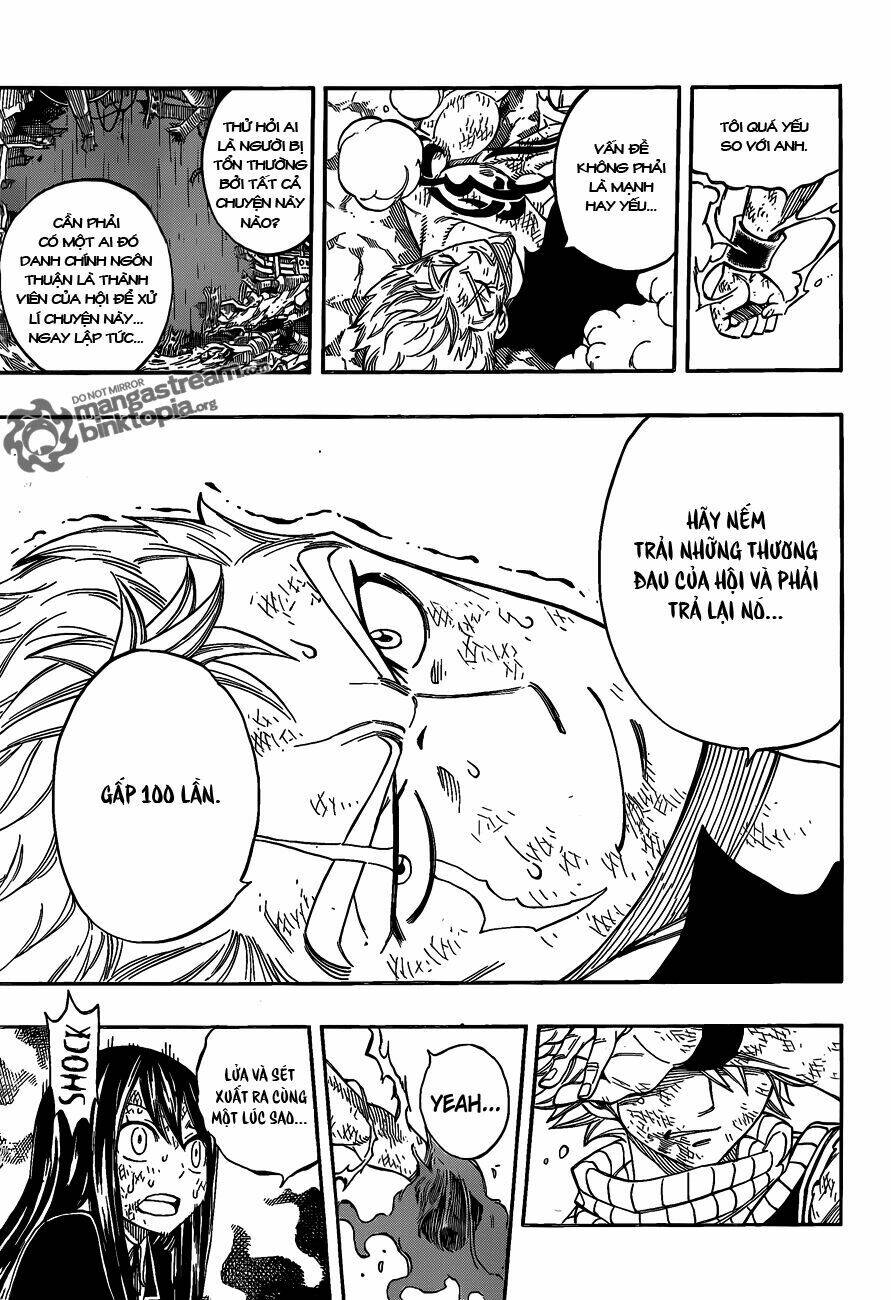 TÔI QUÁ YẾU
SO VỚI ANH.
VẤN ĐỀ
KHÔNG PHẢI
LÀ MẠNH
HAY YẾU...
THỬ HỎI AI
LÀ NGƯỜI BỊ
TỔN THƯƠNG
BỞI TẤT CẢ
CHUYỆN NÀY
NÀO?
CẦN PHẢI
CÓ MỘT AI ĐÓ
DANH CHÍNH NGÔN
THUẬN LÀ THÀNH
VIÊN CỦA HỘI ĐỂ XỬ
LÍ CHUYỆN NÀY...
NGAY LẬP TỨC...
DO NOT MIRROR
mangastream.com
binktopia.org
HÃY NẾM
TRẢI NHỮNG THƯƠNG
ĐAU CỦA HỘI VÀ PHẢI
TRẢ LẠI NÓ...
GẤP 100 LẦN.
YEAH...
LỬA VÀ SÉT
XUẤT RA CÙNG
MỘT LÚC SAO...
SHOCK